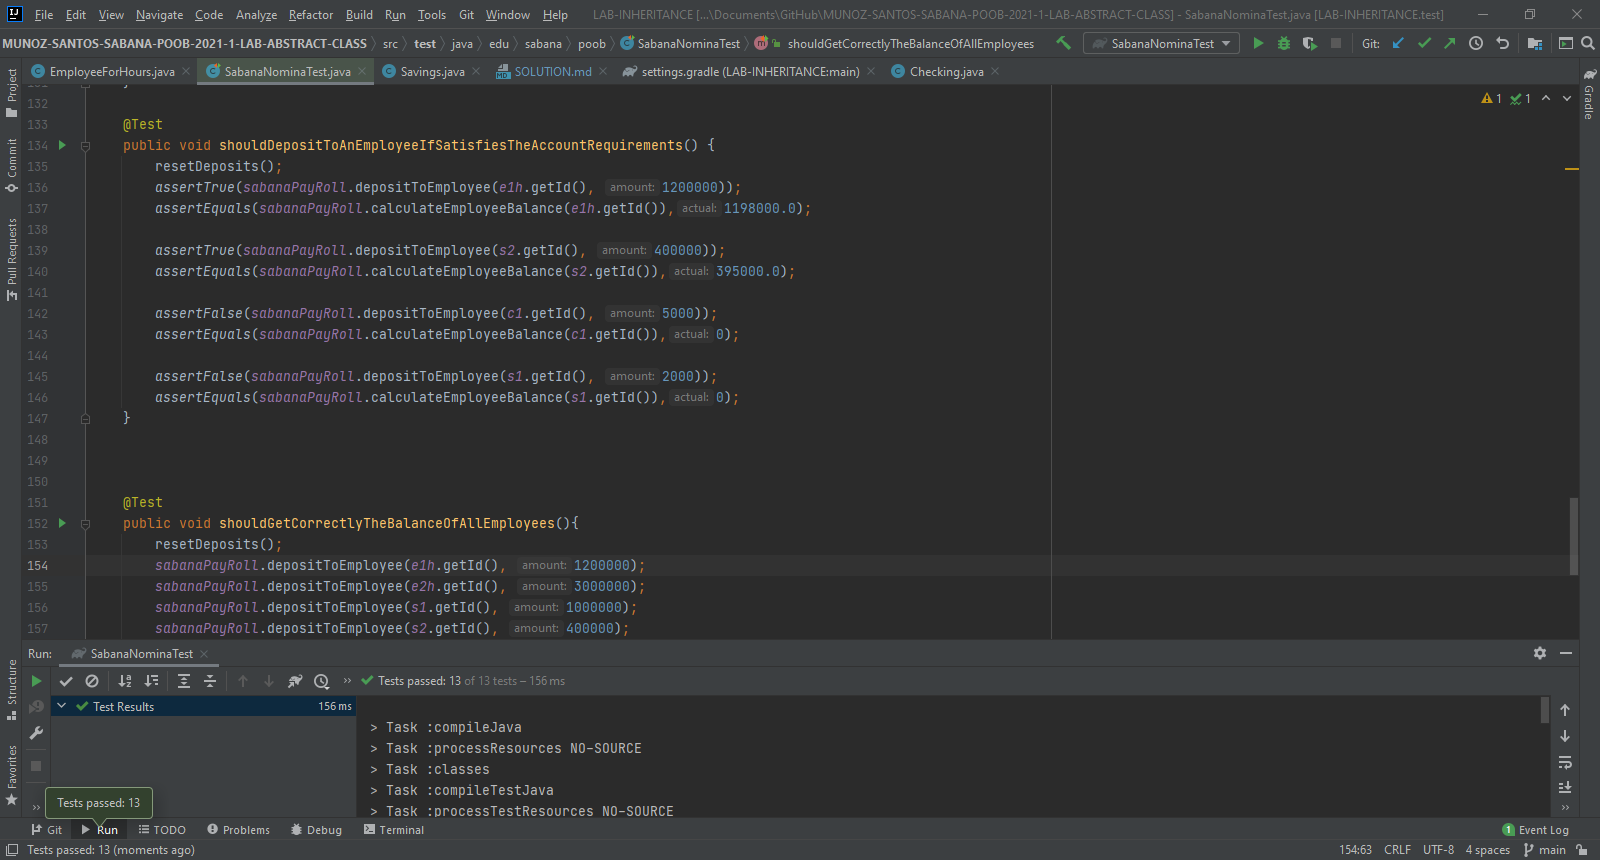 File Edit View Navigate Code Analyze Refactor Build Run Tools Git Window Help LAB-INHERITANCE [...\Documents\GitHub\MUNOZ-SANTOS-SABANA-POOB-2021-1-LAB-ABSTRACT-CLASS] - SabanaNominaTest.java [LAB-INHERITANCE.test]
MUNOZ-SANTOS-SABANA-POOB-2021-1-LAB-ABSTRACT-CLASS src test java edu sabana poob SabanaNominaTest shouldGetCorrectlyTheBalanceOfAllEmployees SabanaNominaTest Git:
EmployeeForHours.java SabanaNominaTest.java Savings.java SOLUTION.md settings.gradle (LAB-INHERITANCE:main) Checking.java
Project
Commit
Pull Requests
Structure
Favorites
Gradle
1 1
132
133 @Test
134 public void shouldDepositToAnEmployeeIfSatisfiesTheAccountRequirements() {
135 resetDeposits();
136 assertTrue(sabanaPayRoll.depositToEmployee(e1h.getId(), amount: 1200000));
137 assertEquals(sabanaPayRoll.calculateEmployeeBalance(e1h.getId()), actual: 1198000.0);
138
139 assertTrue(sabanaPayRoll.depositToEmployee(s2.getId(), amount: 400000));
140 assertEquals(sabanaPayRoll.calculateEmployeeBalance(s2.getId()), actual: 395000.0);
141
142 assertFalse(sabanaPayRoll.depositToEmployee(c1.getId(), amount: 5000));
143 assertEquals(sabanaPayRoll.calculateEmployeeBalance(c1.getId()), actual: 0);
144
145 assertFalse(sabanaPayRoll.depositToEmployee(s1.getId(), amount: 2000));
146 assertEquals(sabanaPayRoll.calculateEmployeeBalance(s1.getId()), actual: 0);
147 }
148
149
150
151 @Test
152 public void shouldGetCorrectlyTheBalanceOfAllEmployees(){
153 resetDeposits();
154 sabanaPayRoll.depositToEmployee(e1h.getId(), amount: 1200000);
155 sabanaPayRoll.depositToEmployee(e2h.getId(), amount: 3000000);
156 sabanaPayRoll.depositToEmployee(s1.getId(), amount: 1000000);
157 sabanaPayRoll.depositToEmployee(s2.getId(), amount: 400000);
Run: SabanaNominaTest
Tests passed: 13 of 13 tests – 156 ms
Test Results 156 ms
> Task :compileJava
> Task :processResources NO-SOURCE
> Task :classes
> Task :compileTestJava
> Task :processTestResources NO-SOURCE
Tests passed: 13
Git Run TODO Problems Debug Terminal 1 Event Log
Tests passed: 13 (moments ago) 154:63 CRLF UTF-8 4 spaces main